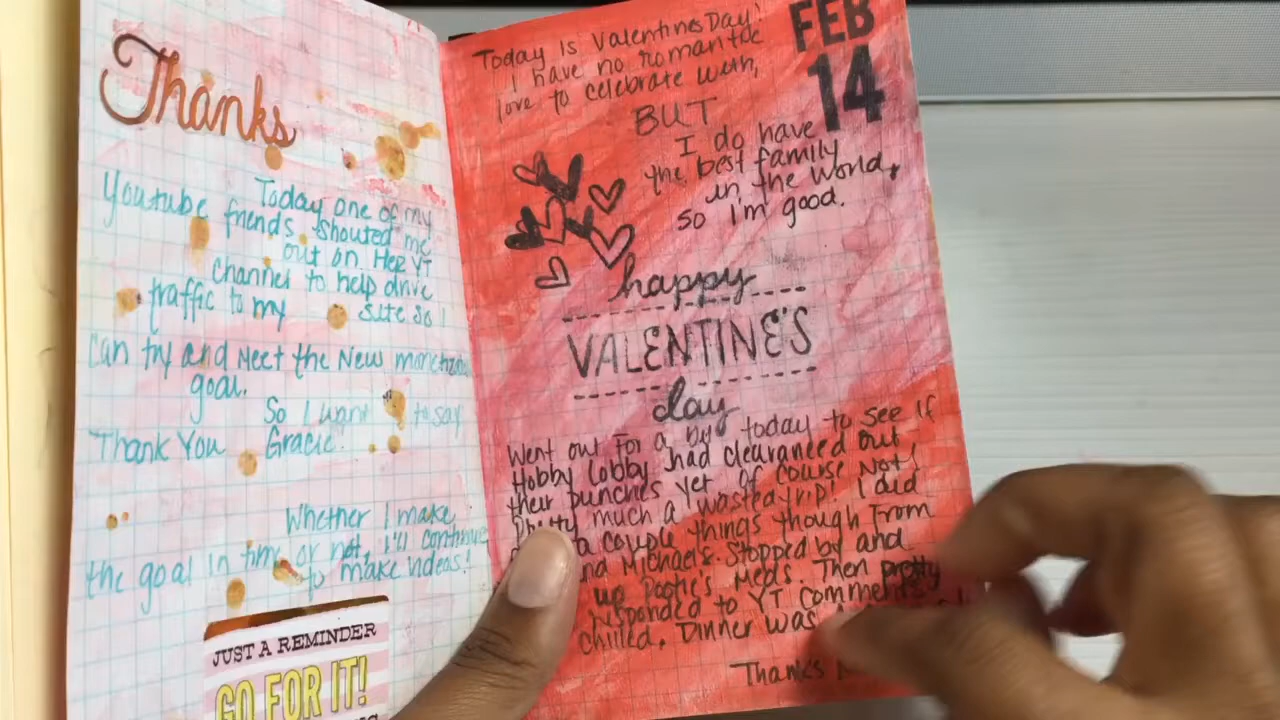 Thanks
Today one of my
Youtube friends shouted me
out on Her YT
channel to help drive
traffic to my site so I
can try and Meet the New
goal.
So I want to say
Thank You Gracie!
Whether I make
the goal in time or not, I'll continue
to make videos!
JUST A REMINDER
GO FOR IT!
FEB
14
Today Is Valentines Day!
I have no romantic
love to celebrate with,
BUT
I do have
the best family
in the World,
so I'm good.
happy
VALENTINE'S
day
Went out for a bit today to see if
Hobby Lobby had clearanced out
their punches yet of course Not!
Pretty much a wasted trip! I did
a couple things though From
Michaels. Stopped by and
up Pootie's Meds. Then pretty
responded to YT comments
chilled. Dinner was
Thanks